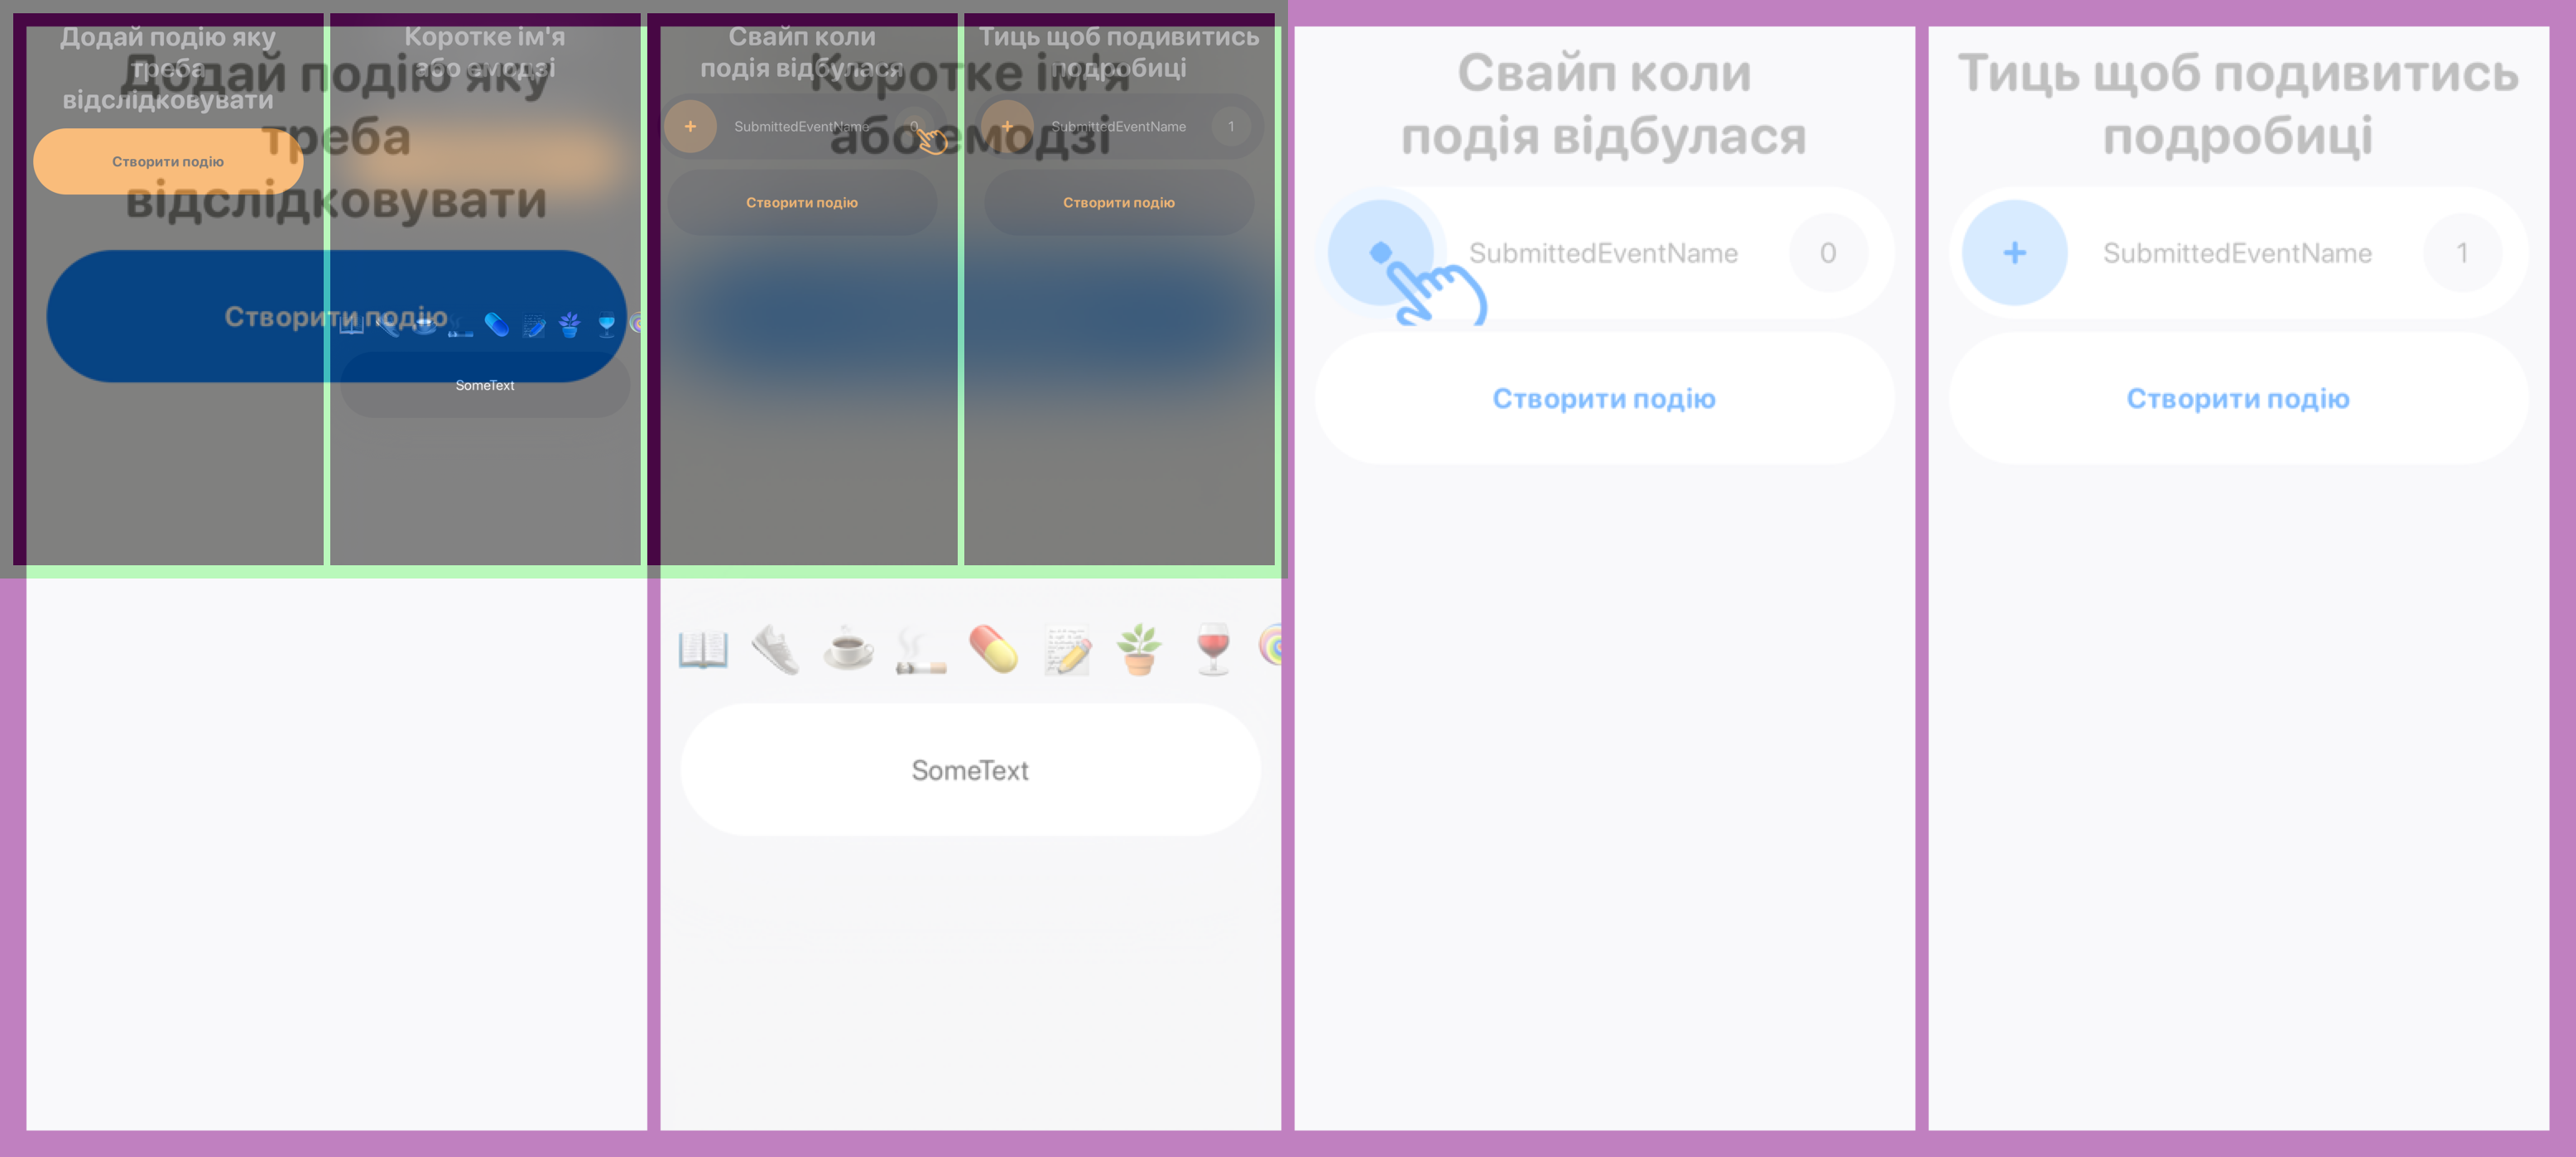 Додай подію яку
треба
відслідковувати
Створити подію
Коротке ім'я
або емодзі
SomeText
Свайп коли
подія відбулася
+ SubmittedEventName 0
Створити подію
Тиць щоб подивитись
подробиці
+ SubmittedEventName 1
Створити подію
Додай подію яку
треба
відслідковувати
Створити подію
Коротке ім'я
або емодзі
SomeText
Свайп коли
подія відбулася
SubmittedEventName 0
Створити подію
Тиць щоб подивитись
подробиці
+ SubmittedEventName 1
Створити подію